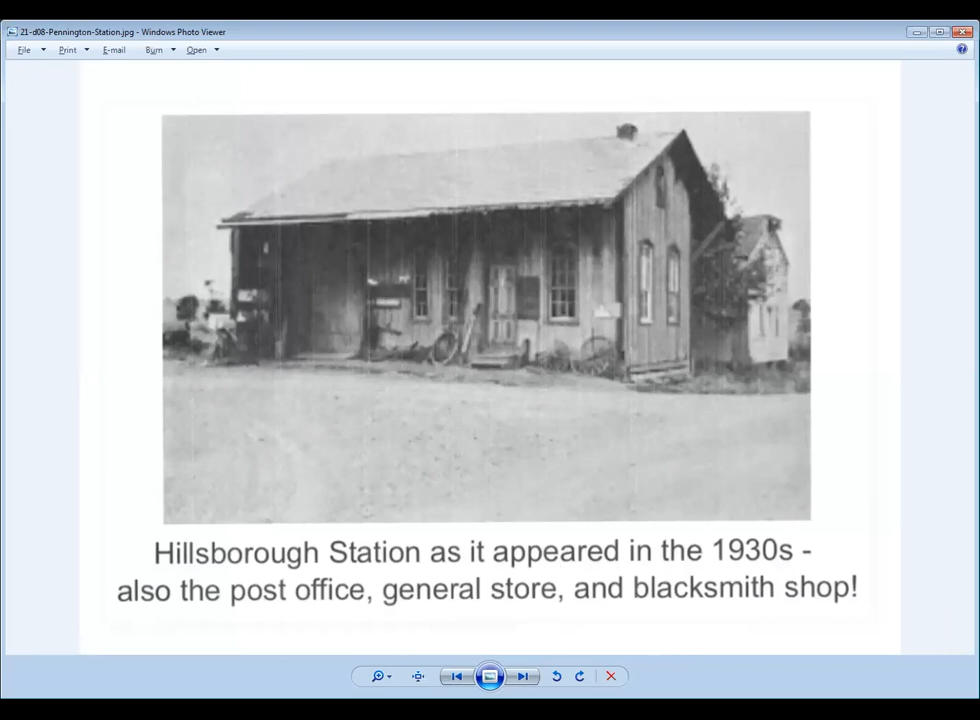 21-d08-Pennington-Station.jpg - Windows Photo Viewer
File Print E-mail Burn Open
Hillsborough Station as it appeared in the 1930s -
also the post office, general store, and blacksmith shop!